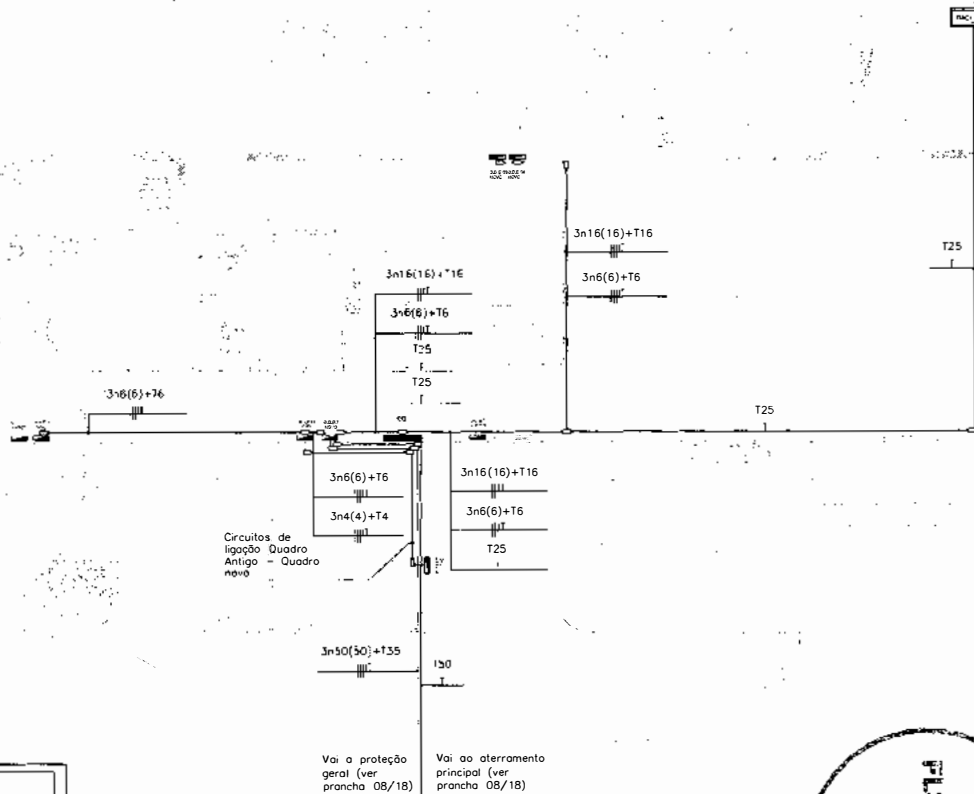 3n16(16)+T16
T25
3n6(6)+T6
3n16(16)+T16
3n6(6)+T6
T25
T25
3n6(6)+T6
T25
3n6(6)+T6
3n4(4)+T4
3n16(16)+T16
3n6(6)+T6
T25
Circuitos de
ligação Quadro
Antigo - Quadro
novo
3n50(50)+T35
T50
Vai a proteção
geral (ver
prancha 08/18)
Vai ao aterramento
principal (ver
prancha 08/18)